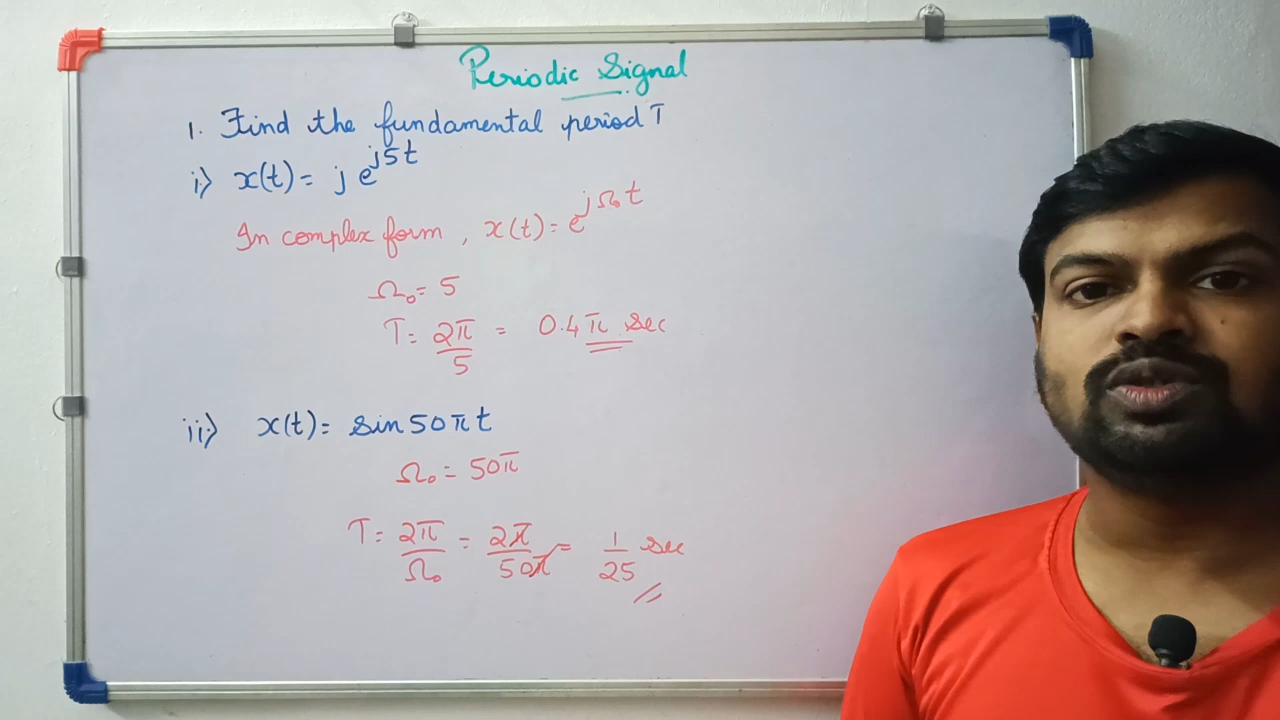 Periodic Signal
1. Find the fundamental period T
i) x(t) = j e^{j5t}
In complex form, x(t) = e^{jΩ₀t}
Ω₀ = 5
T = 2π/5 = 0.4π sec
ii) x(t) = sin 50πt
Ω₀ = 50π
T = 2π/Ω₀ = 2π/50π = 1/25 sec